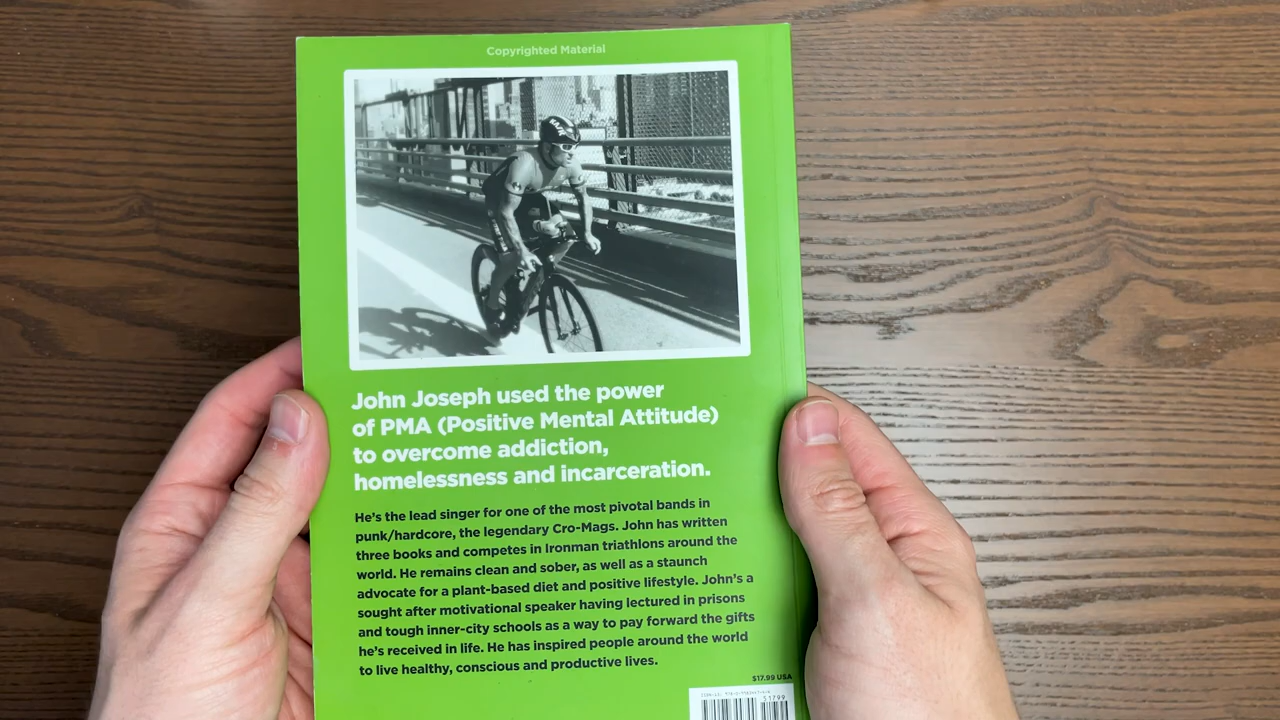 Copyrighted Material
John Joseph used the power
of PMA (Positive Mental Attitude)
to overcome addiction,
homelessness and incarceration.
He's the lead singer for one of the most pivotal bands in
punk/hardcore, the legendary Cro-Mags. John has written
three books and competes in Ironman triathlons around the
world. He remains clean and sober, as well as a staunch
advocate for a plant-based diet and positive lifestyle. John's a
sought after motivational speaker having lectured in prisons
and tough inner-city schools as a way to pay forward the gifts
he's received in life. He has inspired people around the world
to live healthy, conscious and productive lives.
$17.99 USA
51799